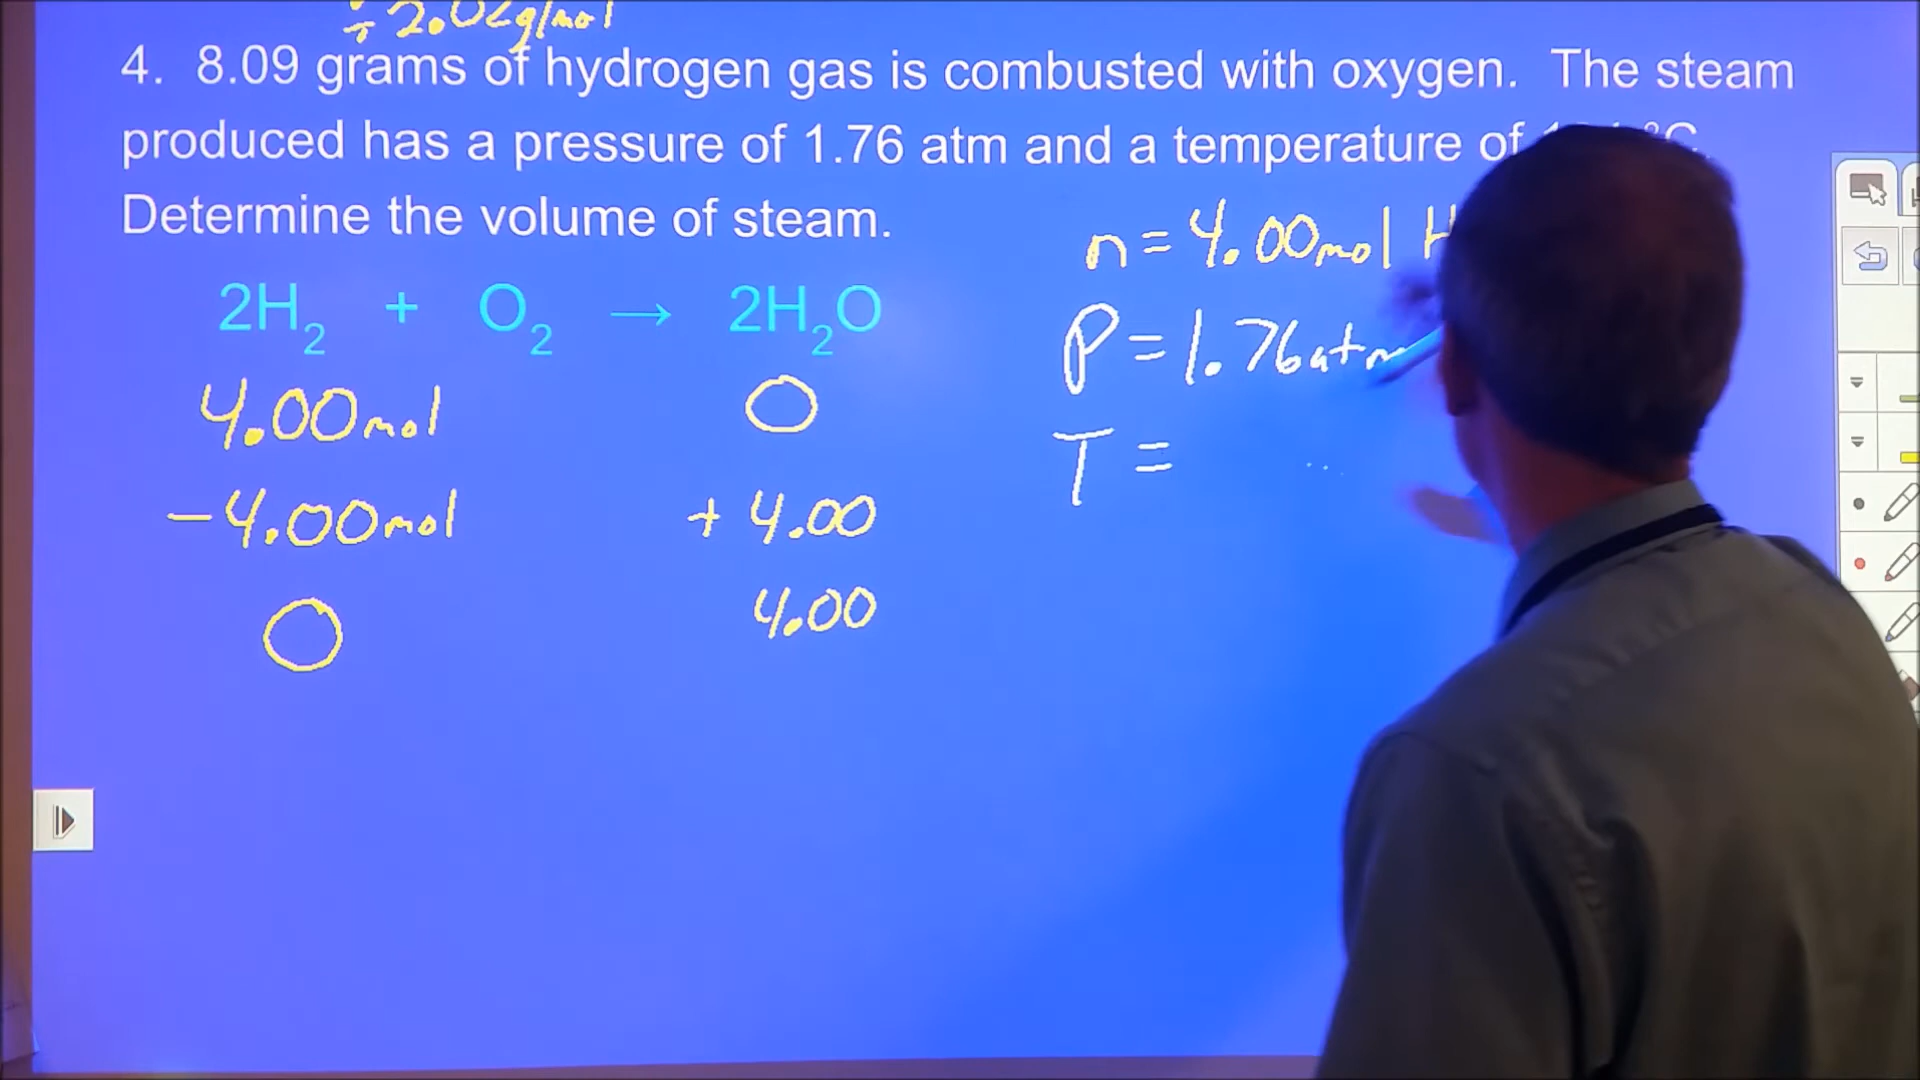 ÷ 2.02g/mol
4. 8.09 grams of hydrogen gas is combusted with oxygen. The steam
produced has a pressure of 1.76 atm and a temperature of °C.
Determine the volume of steam.
n = 4.00mol H
2H₂ + O₂ → 2H₂O
P = 1.76atm
4.00mol 0
T =
-4.00mol + 4.00
0 4.00